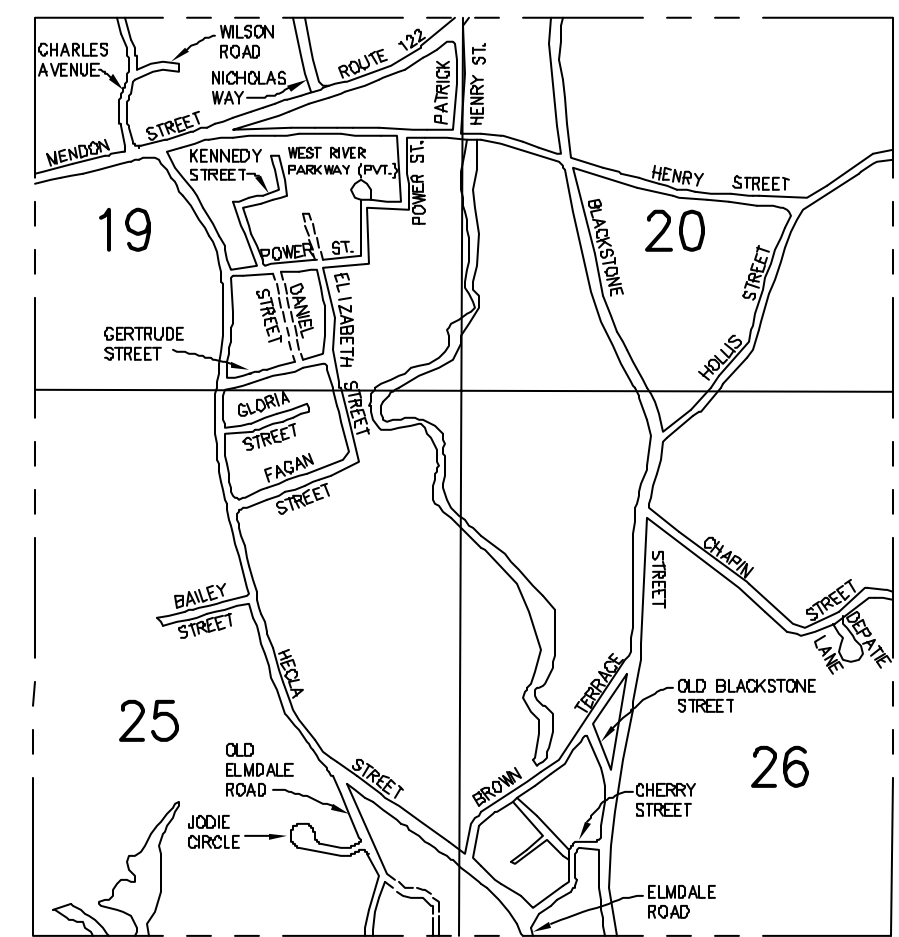 CHARLES
AVENUE
WILSON
ROAD
NICHOLAS
WAY
ROUTE 122
PATRICK
HENRY ST.
MENDON
STREET
KENNEDY
STREET
WEST RIVER
PARKWAY (PVT.)
POWER ST.
HENRY
STREET
19
20
POWER
ST.
BLACKSTONE
STREET
DANIEL
STREET
ELIZABETH
STREET
HOLLIS
GERTRUDE
STREET
GLORIA
STREET
FAGAN
STREET
CHAPIN
STREET
STREET
DEPATIE
LANE
BAILEY
STREET
HECLA
25
TERRACE
OLD BLACKSTONE
STREET
26
OLD
ELMDALE
ROAD
STREET
BROWN
CHERRY
STREET
JODIE
CIRCLE
ELMDALE
ROAD